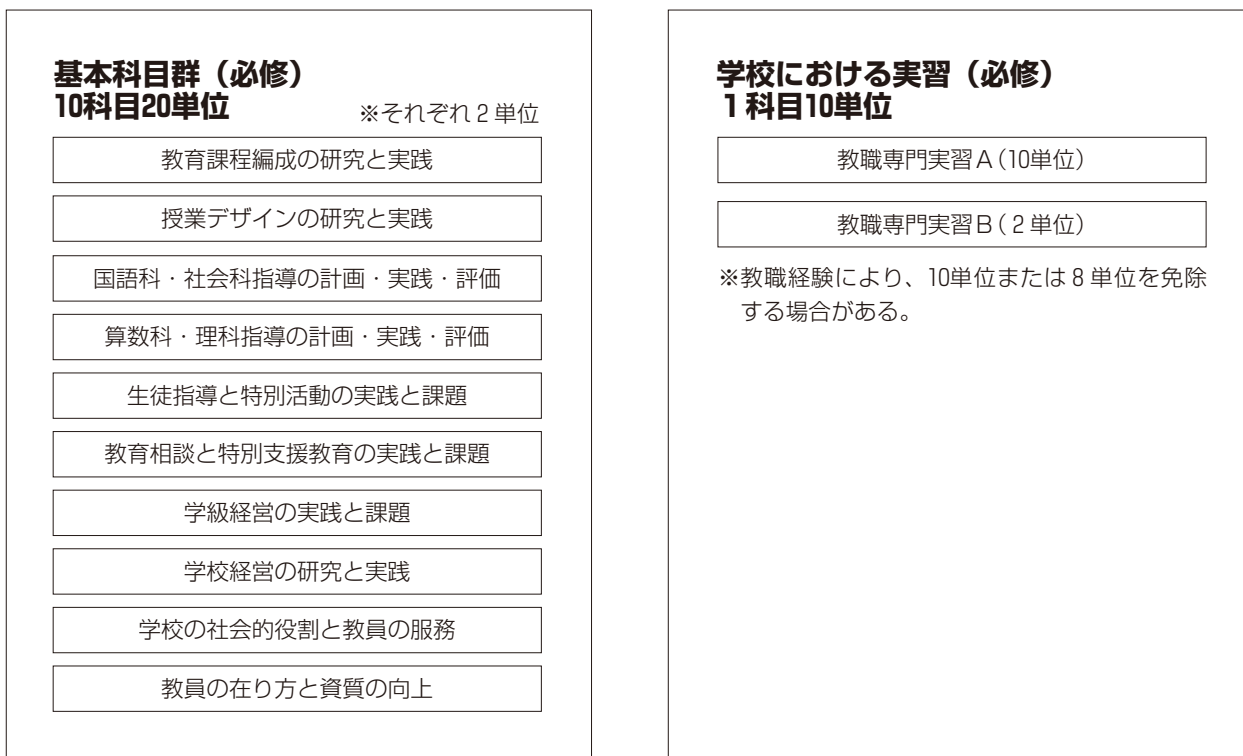 基本科目群（必修）
10科目20単位
※それぞれ2単位
教育課程編成の研究と実践
授業デザインの研究と実践
国語科・社会科指導の計画・実践・評価
算数科・理科指導の計画・実践・評価
生徒指導と特別活動の実践と課題
教育相談と特別支援教育の実践と課題
学級経営の実践と課題
学校経営の研究と実践
学校の社会的役割と教員の服務
教員の在り方と資質の向上
学校における実習（必修）
1科目10単位
教職専門実習A（10単位）
教職専門実習B（2単位）
※教職経験により、10単位または8単位を免除
する場合がある。